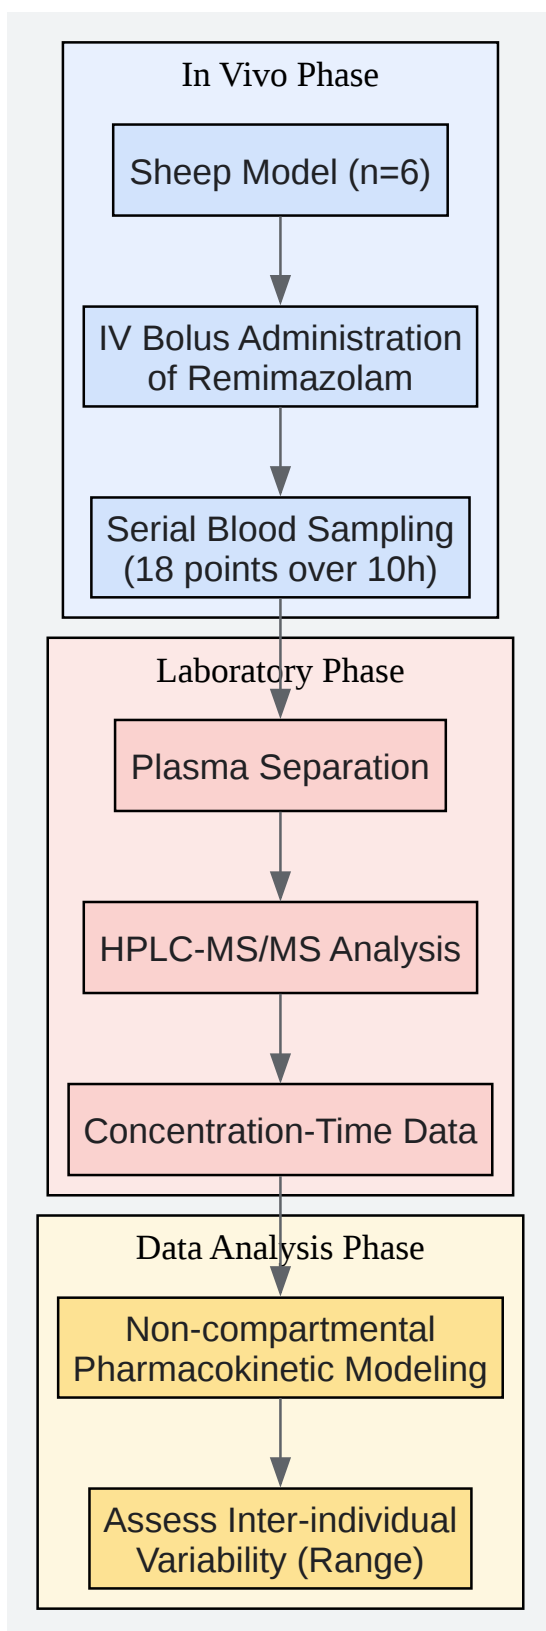 In Vivo Phase
Sheep Model (n=6)
IV Bolus Administration
of Remimazolam
Serial Blood Sampling
(18 points over 10h)
Laboratory Phase
Plasma Separation
HPLC-MS/MS Analysis
Concentration-Time Data
Data Analysis Phase
Non-compartmental
Pharmacokinetic Modeling
Assess Inter-individual
Variability (Range)